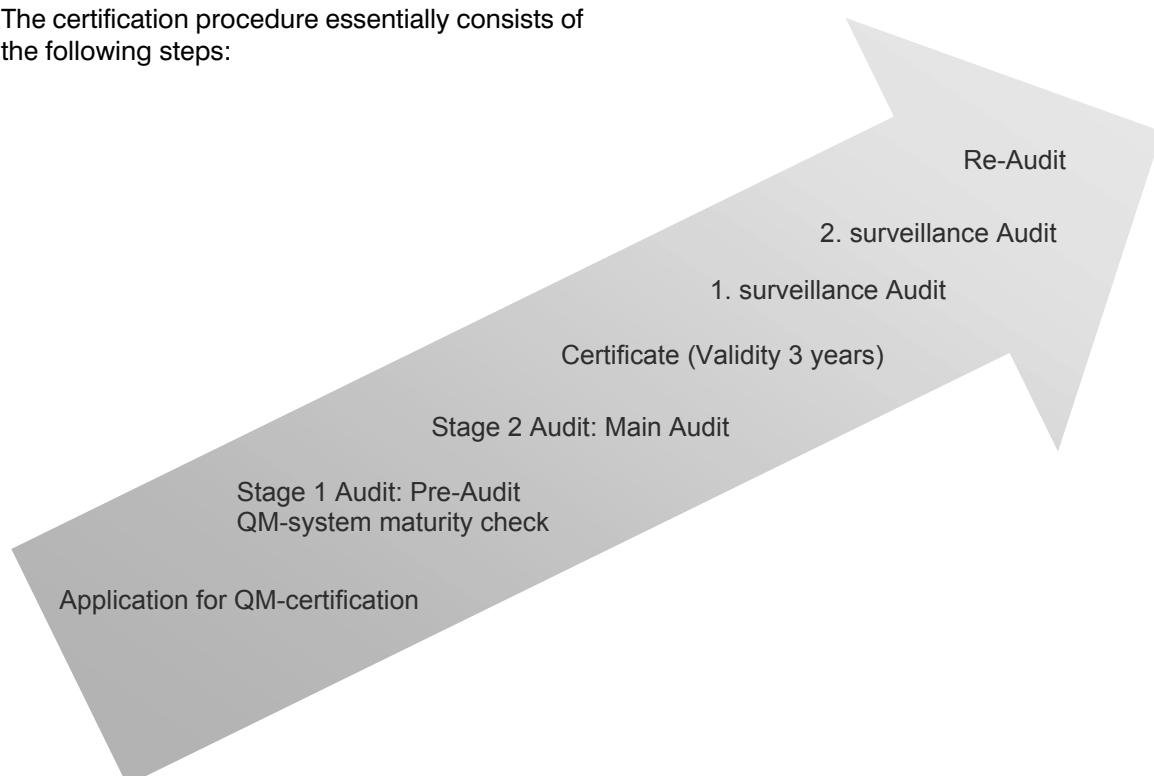 The certification procedure essentially consists of
the following steps:
Re-Audit
2. surveillance Audit
1. surveillance Audit
Certificate (Validity 3 years)
Stage 2 Audit: Main Audit
Stage 1 Audit: Pre-Audit
QM-system maturity check
Application for QM-certification